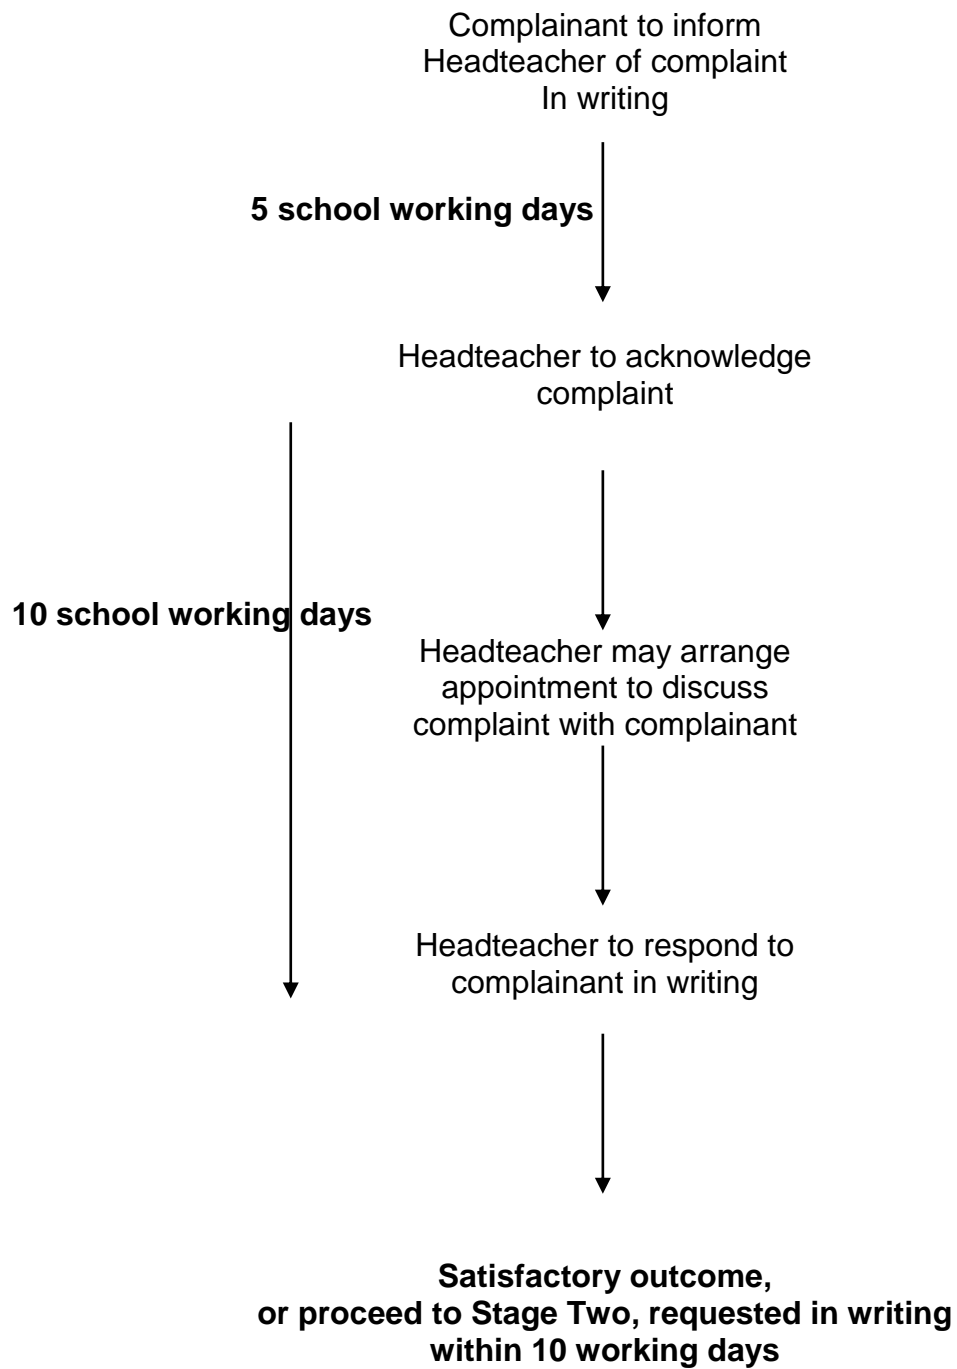 Complainant to inform
Headteacher of complaint
In writing
5 school working days
Headteacher to acknowledge
complaint
10 school working days
Headteacher may arrange
appointment to discuss
complaint with complainant
Headteacher to respond to
complainant in writing
Satisfactory outcome,
or proceed to Stage Two, requested in writing
within 10 working days